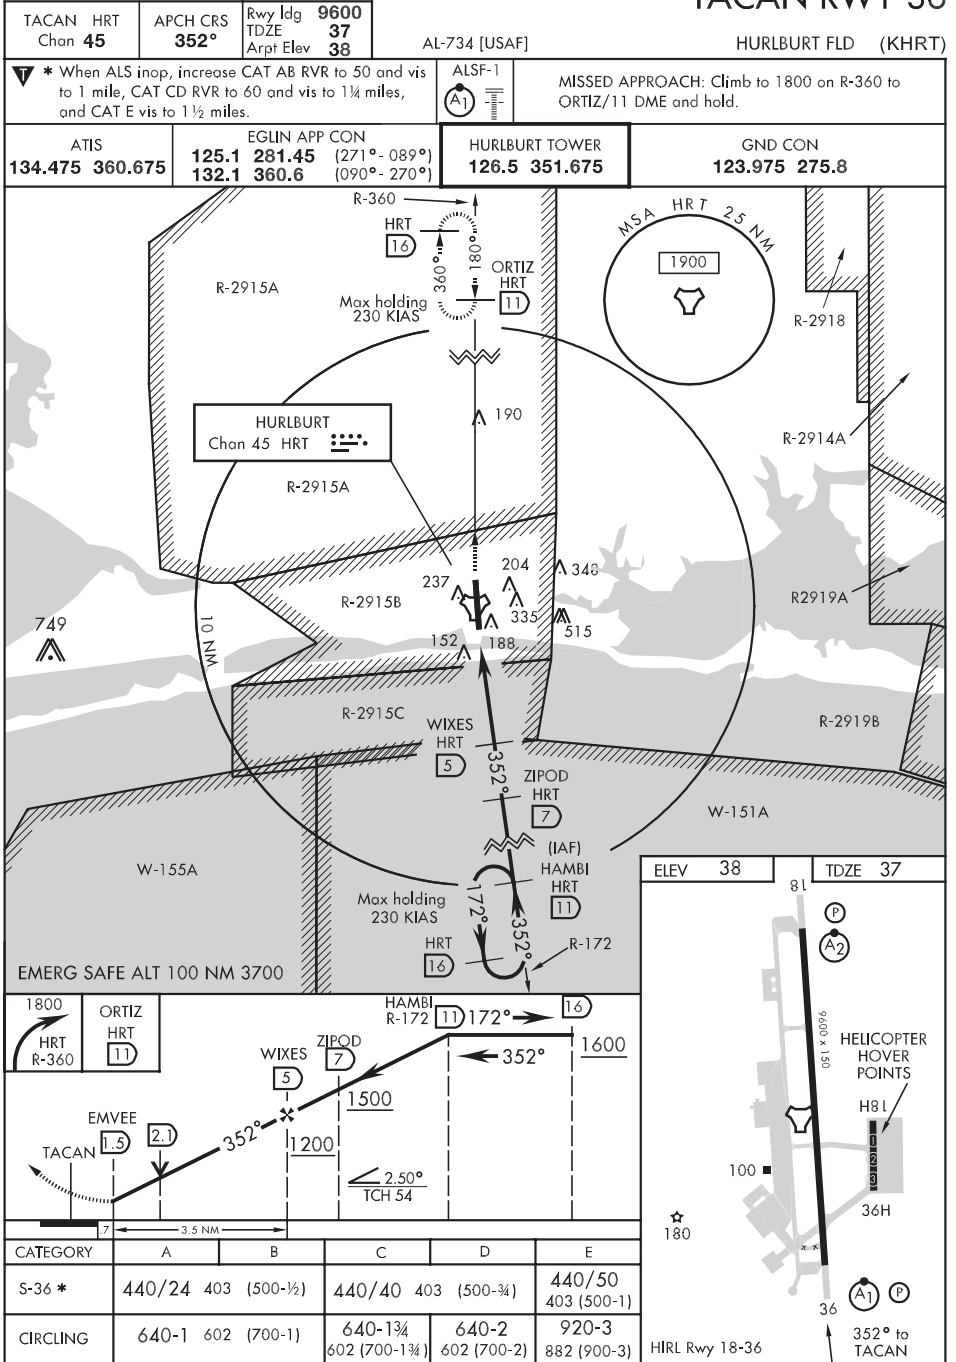 TACAN RWY 36
TACAN HRT
Chan 45
APCH CRS
352°
Rwy ldg 9600
TDZE 37
Arpt Elev 38
AL-734 [USAF]
HURLBURT FLD (KHRT)
T * When ALS inop, increase CAT AB RVR to 50 and vis
to 1 mile, CAT CD RVR to 60 and vis to 1¼ miles,
and CAT E vis to 1½ miles.
ALSF-1
A1
MISSED APPROACH: Climb to 1800 on R-360 to
ORTIZ/11 DME and hold.
ATIS
134.475 360.675
EGLIN APP CON
125.1 281.45 (271°- 089°)
132.1 360.6 (090°- 270°)
HURLBURT TOWER
126.5 351.675
GND CON
123.975 275.8
R-360
HRT
16
360°
180°
ORTIZ
HRT
11
Max holding
230 KIAS
MSA HRT 25 NM
1900
R-2915A
R-2918
R-2914A
190
HURLBURT
Chan 45 HRT
R-2915A
204
348
237
R-2915B
335
R2919A
749
515
152
188
10 NM
R-2915C
WIXES
HRT
5
R-2919B
352°
ZIPOD
HRT
7
W-151A
(IAF)
HAMBI
HRT
11
W-155A
Max holding
230 KIAS
172°
352°
HRT
16
R-172
EMERG SAFE ALT 100 NM 3700
ELEV 38
TDZE 37
18
P
A2
9600 x 150
HELICOPTER
HOVER
POINTS
18H
1
2
3
36H
100
180
x x
36
A1 P
352° to
TACAN
HIRL Rwy 18-36
1800
HRT
R-360
ORTIZ
HRT
11
HAMBI
R-172 11 172°
16
352°
1600
ZIPOD
7
WIXES
5
1500
EMVEE
1.5
2.1
352°
1200
TACAN
2.50°
TCH 54
.7
3.5 NM
CATEGORY A B C D E
S-36 * 440/24 403 (500-½) 440/40 403 (500-¾) 440/50
403 (500-1)
CIRCLING 640-1 602 (700-1) 640-1¾
602 (700-1¾) 640-2
602 (700-2) 920-3
882 (900-3)